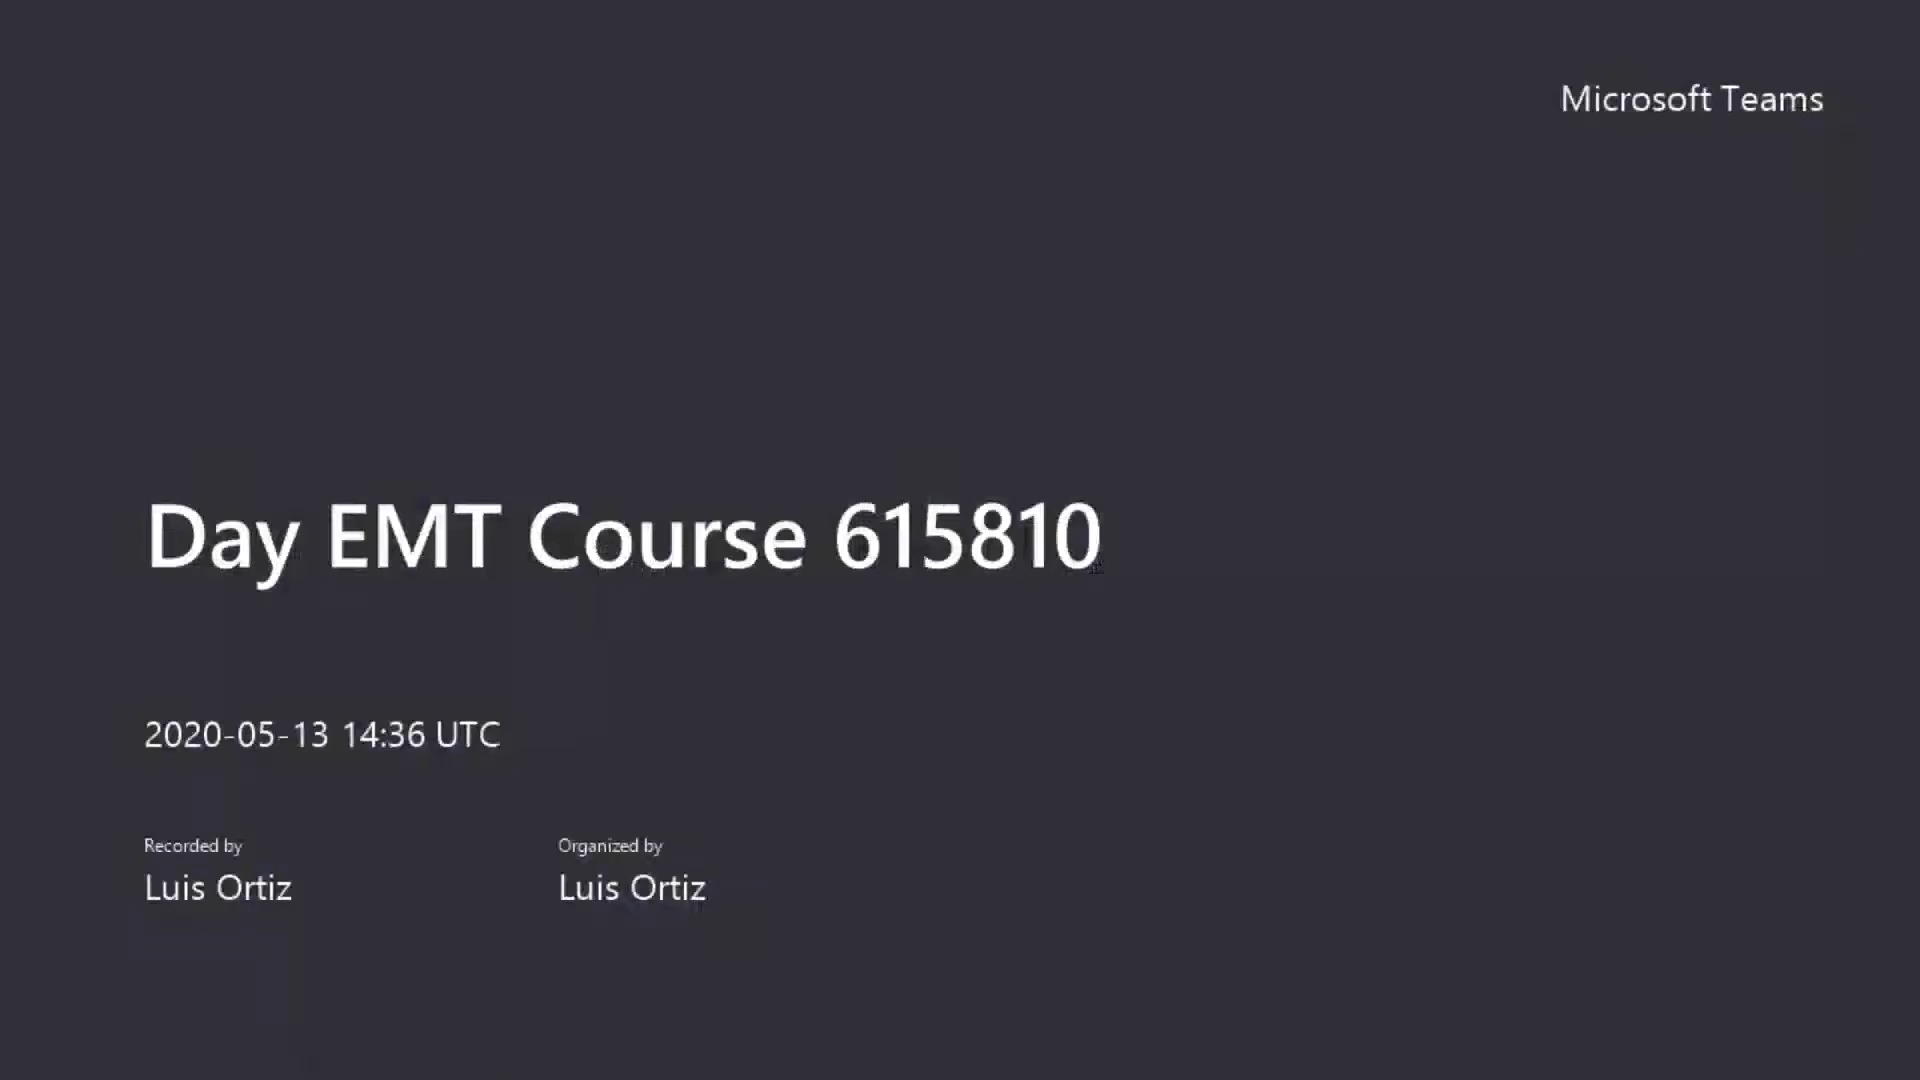 Microsoft Teams
Day EMT Course 615810
2020-05-13 14:36 UTC
Recorded by
Luis Ortiz
Organized by
Luis Ortiz